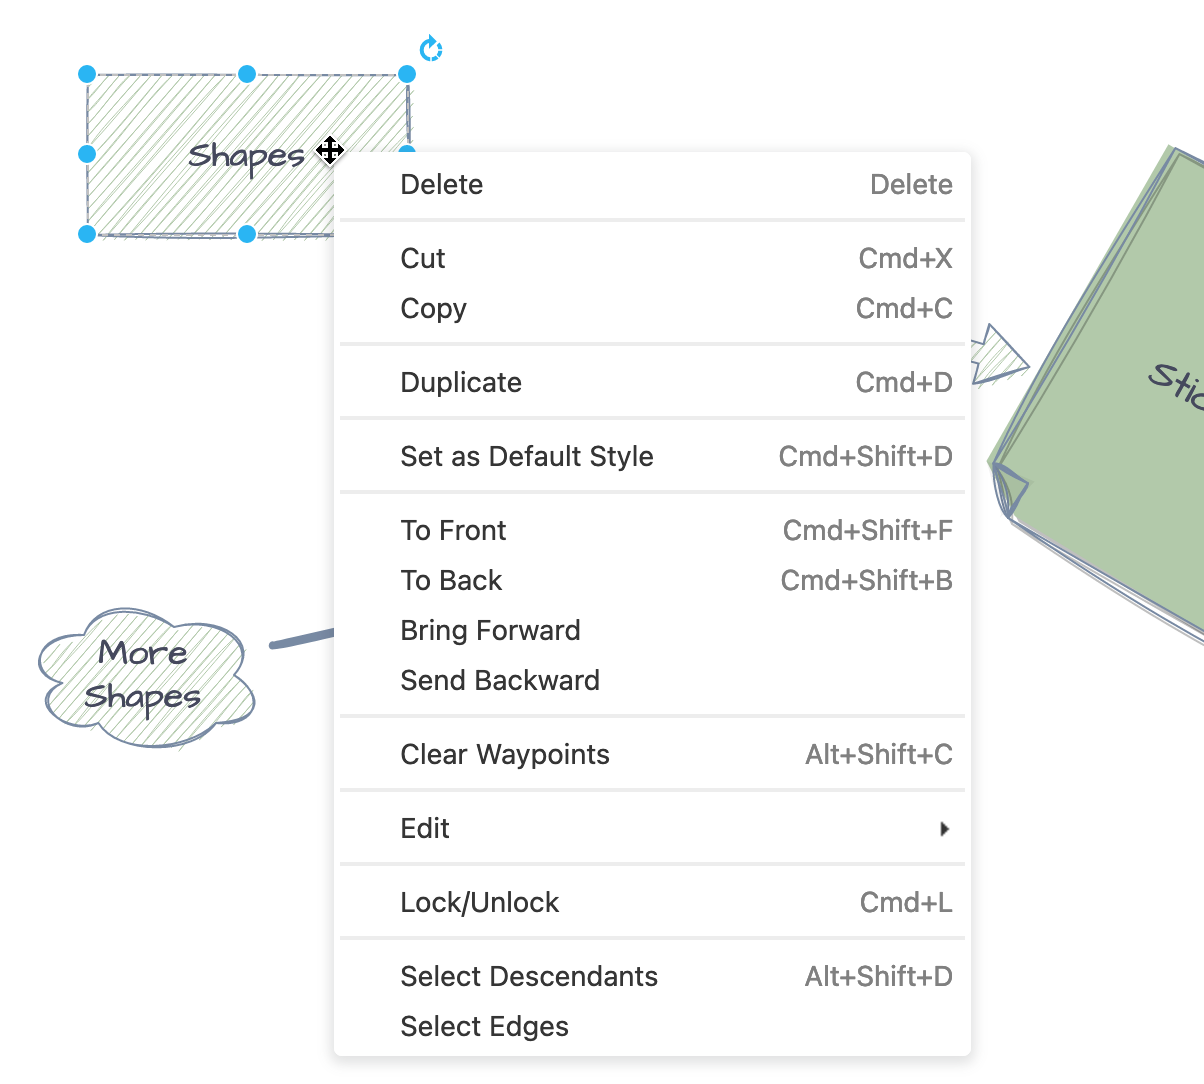 Shapes
Delete Delete
Cut Cmd+X
Copy Cmd+C
Duplicate Cmd+D
Set as Default Style Cmd+Shift+D
To Front Cmd+Shift+F
To Back Cmd+Shift+B
Bring Forward
Send Backward
Clear Waypoints Alt+Shift+C
Edit
Lock/Unlock Cmd+L
Select Descendants Alt+Shift+D
Select Edges
More
Shapes